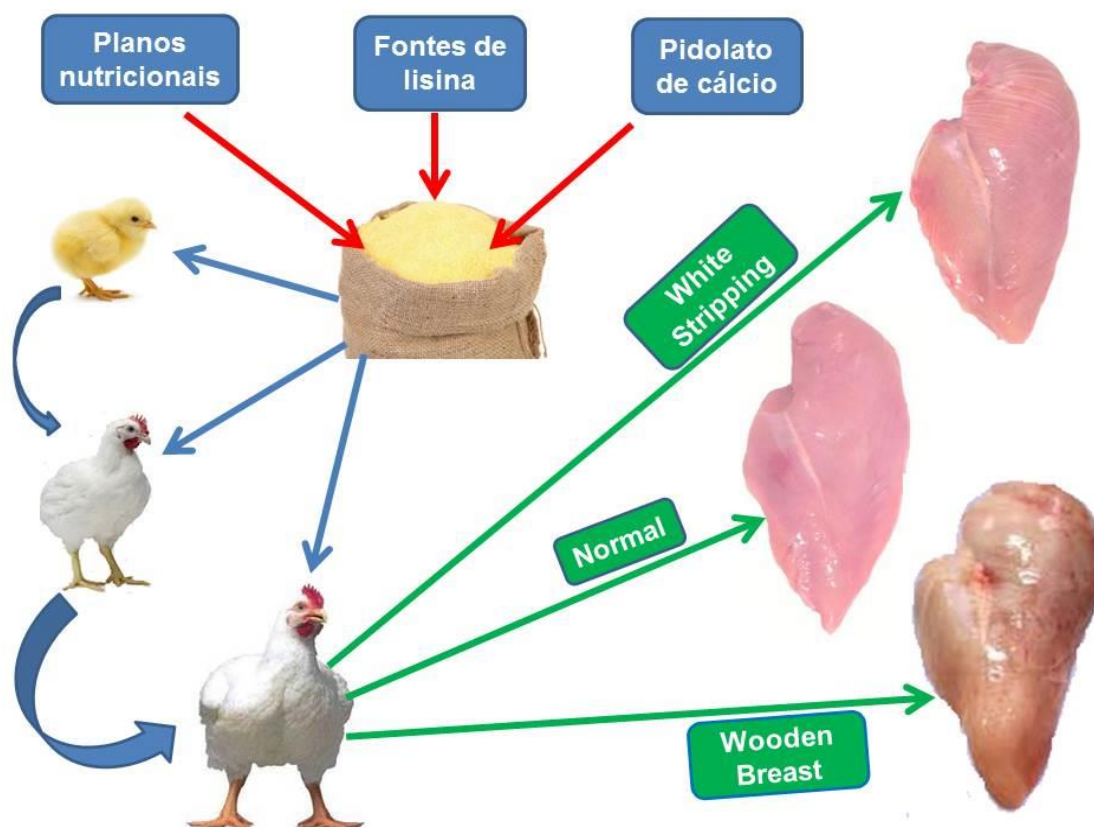 Planos
nutricionais
Fontes de
lisina
Pidolato
de cálcio
White
Stripping
Normal
Wooden
Breast